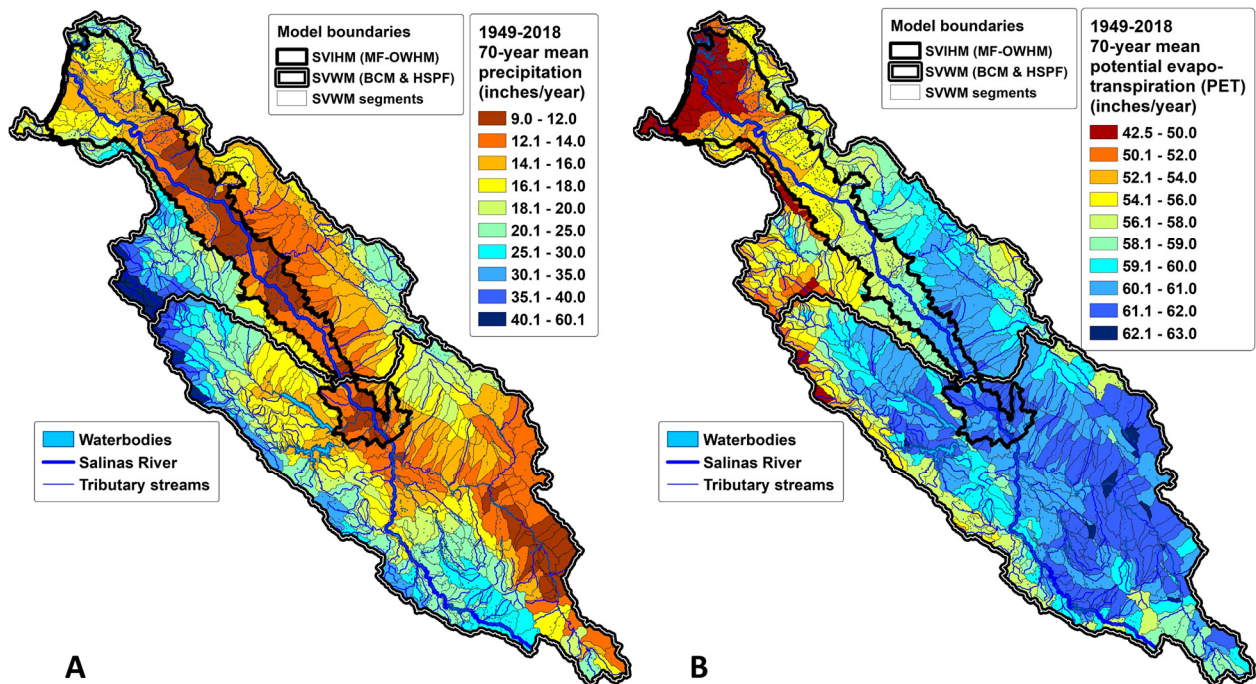 Model boundaries
SVIHM (MF-OWHM)
SVWM (BCM & HSPF)
SVWM segments
1949-2018
70-year mean
precipitation
(inches/year)
9.0 - 12.0
12.1 - 14.0
14.1 - 16.0
16.1 - 18.0
18.1 - 20.0
20.1 - 25.0
25.1 - 30.0
30.1 - 35.0
35.1 - 40.0
40.1 - 60.1
Waterbodies
Salinas River
Tributary streams
A
Model boundaries
SVIHM (MF-OWHM)
SVWM (BCM & HSPF)
SVWM segments
1949-2018
70-year mean
potential evapo-
transpiration (PET)
(inches/year)
42.5 - 50.0
50.1 - 52.0
52.1 - 54.0
54.1 - 56.0
56.1 - 58.0
58.1 - 59.0
59.1 - 60.0
60.1 - 61.0
61.1 - 62.0
62.1 - 63.0
Waterbodies
Salinas River
Tributary streams
B